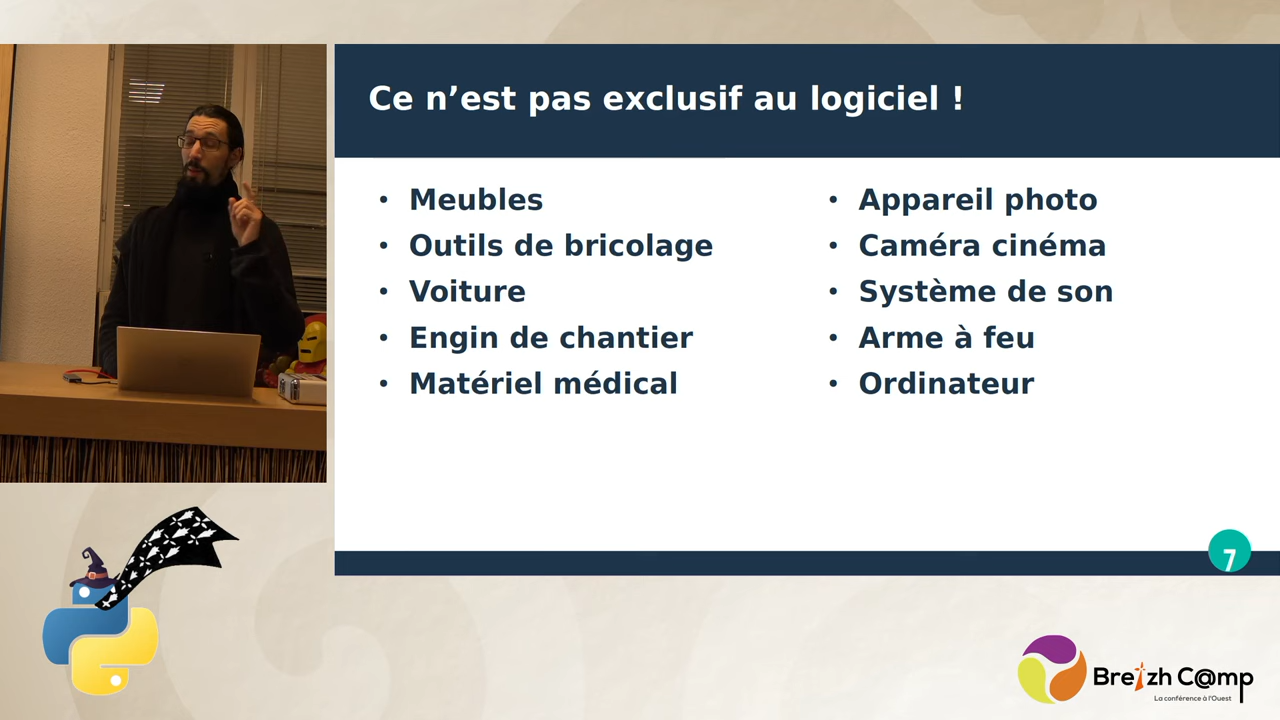 Ce n’est pas exclusif au logiciel !
• Meubles
• Outils de bricolage
• Voiture
• Engin de chantier
• Matériel médical
• Appareil photo
• Caméra cinéma
• Système de son
• Arme à feu
• Ordinateur
7
Breizh C@mp
La conférence à l'Ouest